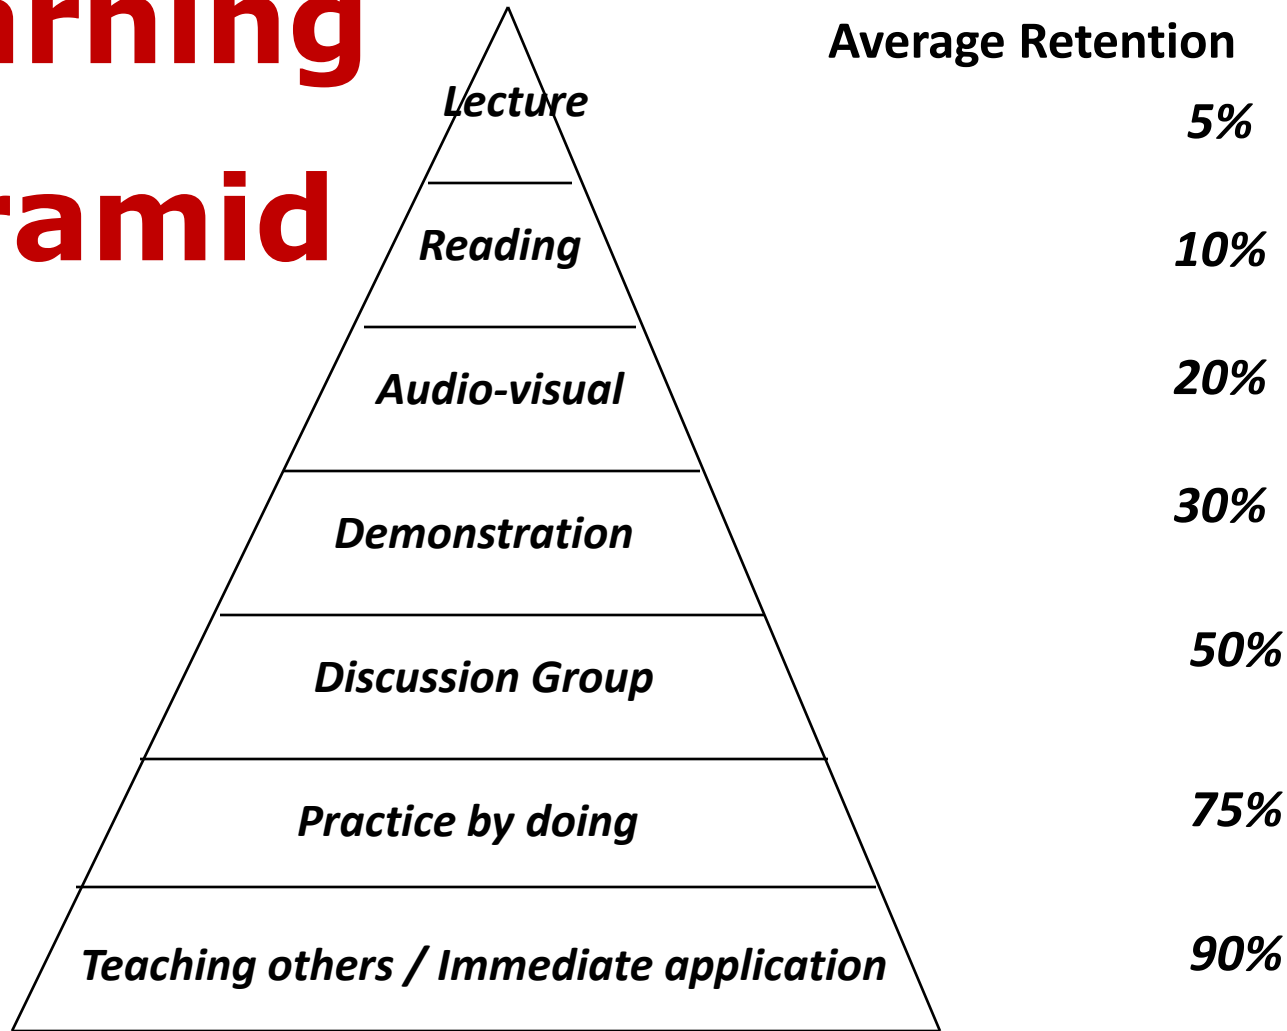 arning
Average Retention
Lecture
5%
ramid
Reading
10%
Audio-visual
20%
Demonstration
30%
Discussion Group
50%
Practice by doing
75%
Teaching others / Immediate application
90%